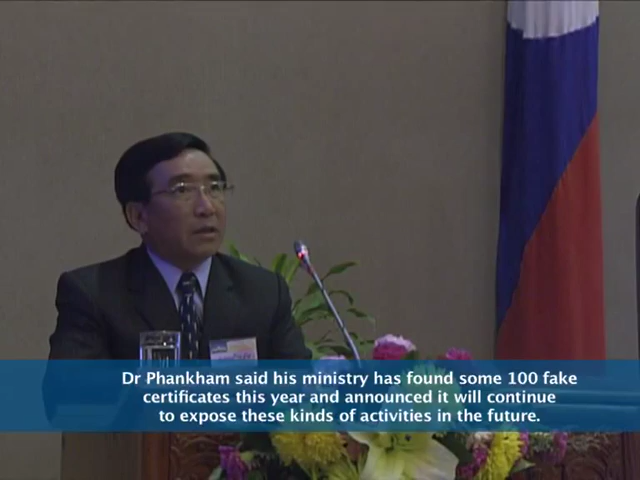 Dr Phankham said his ministry has found some 100 fake
certificates this year and announced it will continue
to expose these kinds of activities in the future.